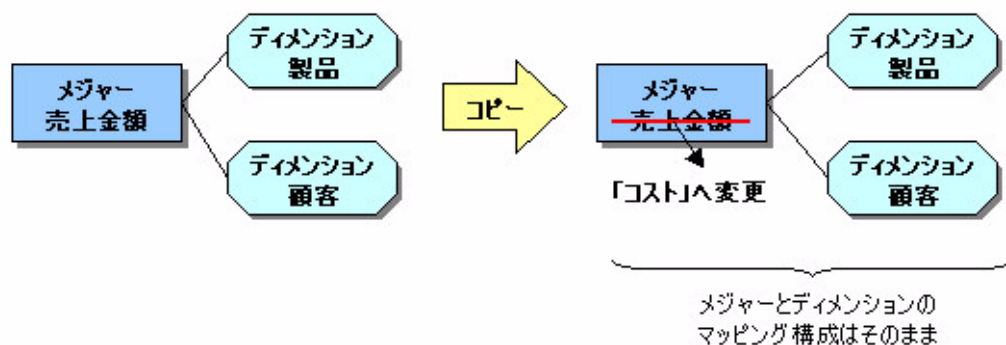 ディメンション
製品
メジャー
売上金額
ディメンション
顧客
コピー
ディメンション
製品
メジャー
売上金額
「コスト」へ変更
ディメンション
顧客
メジャーとディメンションの
マッピング構成はそのまま